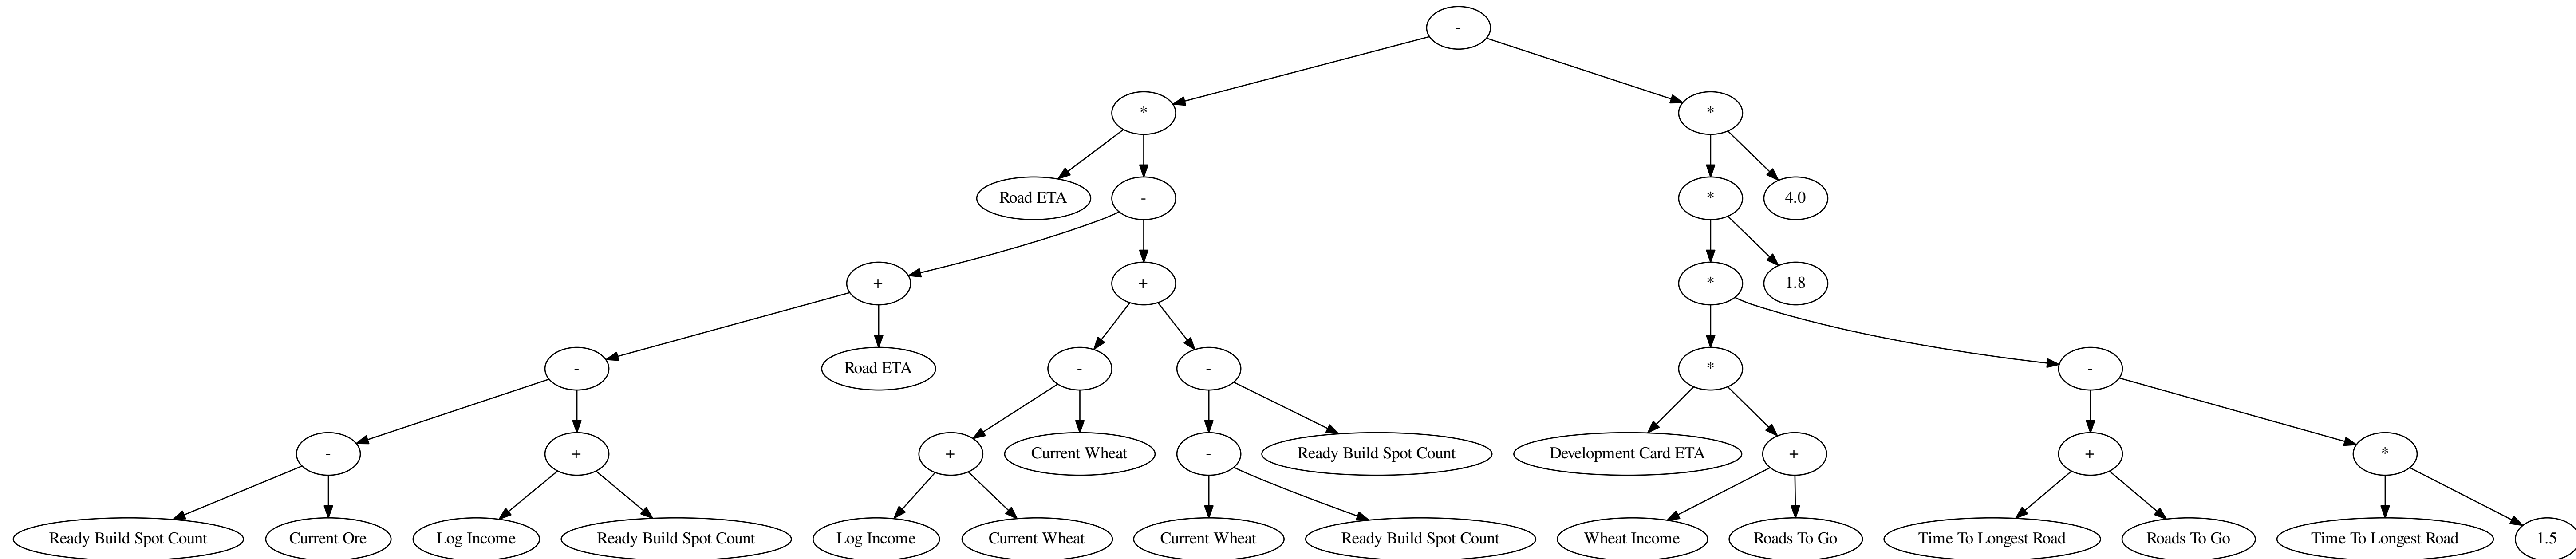 -
* *
Road ETA - * 4.0
+ + * 1.8
- Road ETA - - * -
- + + Current Wheat - Ready Build Spot Count Development Card ETA + + *
Ready Build Spot Count Current Ore Log Income Ready Build Spot Count Log Income Current Wheat Current Wheat Ready Build Spot Count Wheat Income Roads To Go Time To Longest Road Roads To Go Time To Longest Road 1.5